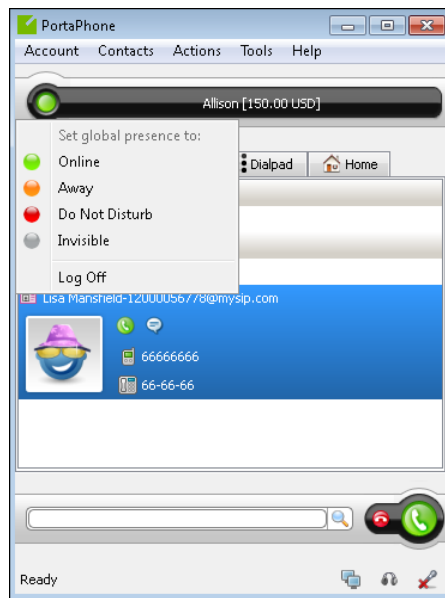 PortaPhone
Account Contacts Actions Tools Help
Allison [150.00 USD]
Set global presence to:
Online
Away
Do Not Disturb
Invisible
Log Off
Dialpad Home
Lisa Mansfield-12000056778@mysip.com
66666666
66-66-66
Ready